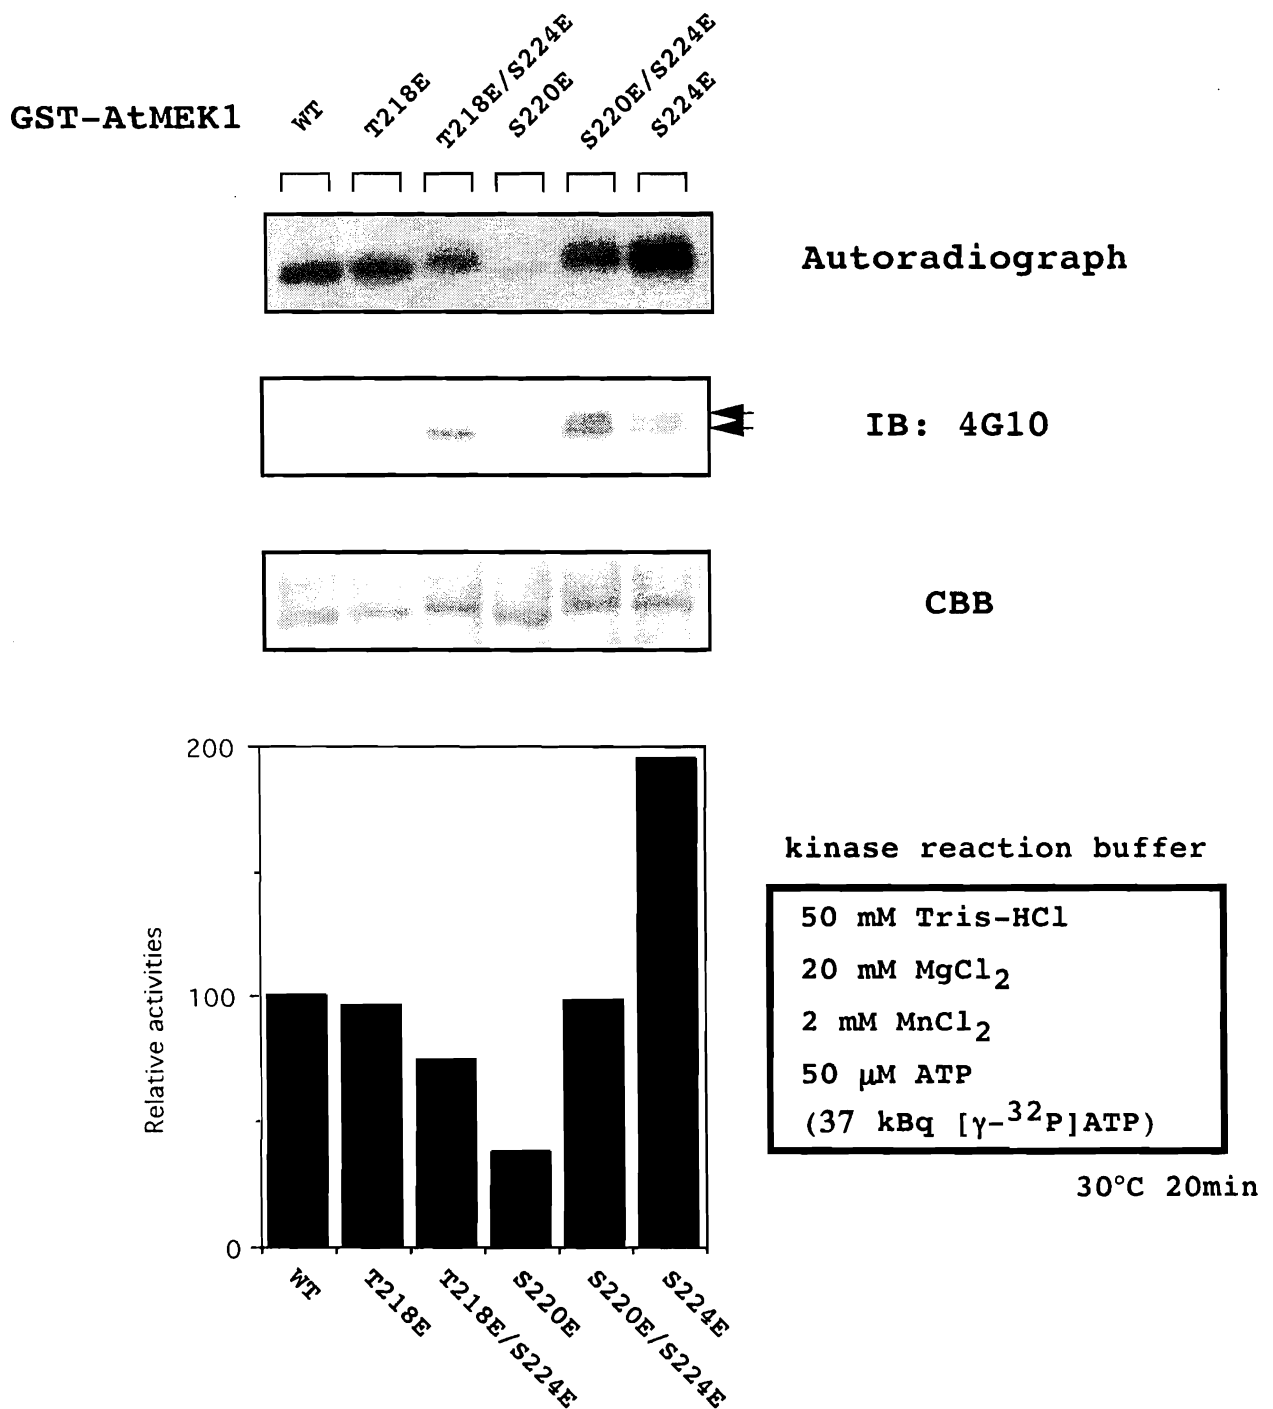 GST-AtMEK1
WT
T218E
T218E/S224E
S220E
S220E/S224E
S224E
Autoradiograph
IB: 4G10
CBB
200
100
0
Relative activities
WT
T218E
T218E/S224E
S220E
S220E/S224E
S224E
kinase reaction buffer
50 mM Tris-HCl
20 mM MgCl2
2 mM MnCl2
50 μM ATP
(37 kBq [γ-32P]ATP)
30°C 20min